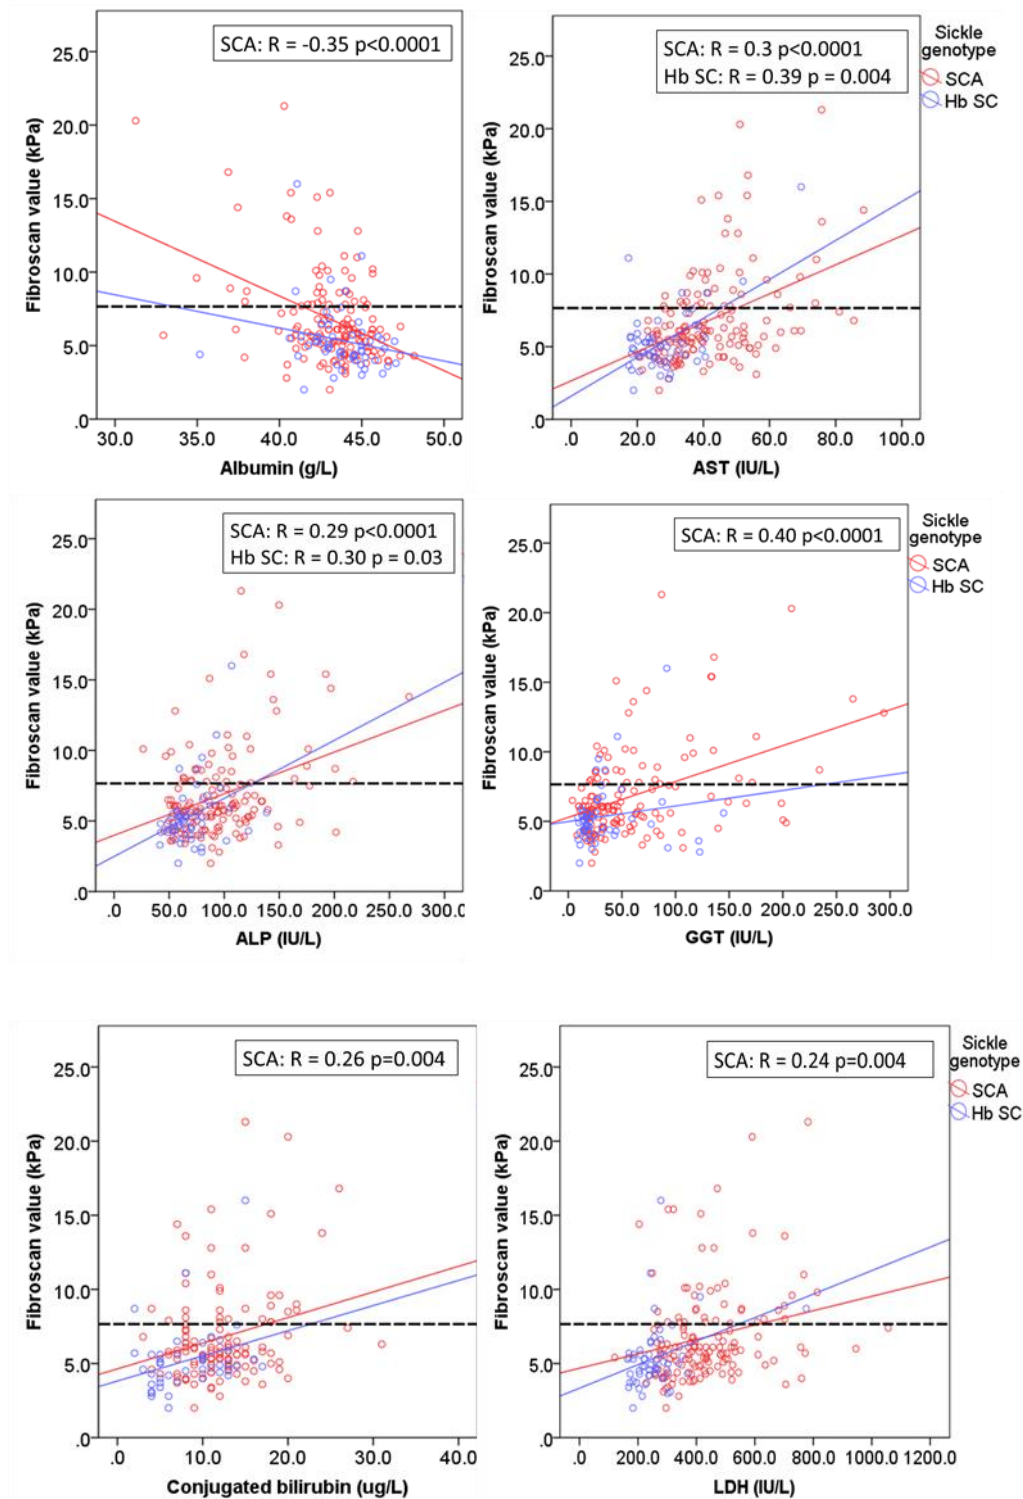 SCA: R = -0.35 p<0.0001
25.0
20.0
15.0
10.0
5.0
.0
Fibroscan value (kPa)
30.0 35.0 40.0 45.0 50.0
Albumin (g/L)
SCA: R = 0.3 p<0.0001
Hb SC: R = 0.39 p = 0.004
Sickle
genotype
SCA
Hb SC
25.0
20.0
15.0
10.0
5.0
.0
Fibroscan value (kPa)
.0 20.0 40.0 60.0 80.0 100.0
AST (IU/L)
SCA: R = 0.29 p<0.0001
Hb SC: R = 0.30 p = 0.03
25.0
20.0
15.0
10.0
5.0
.0
Fibroscan value (kPa)
.0 50.0 100.0 150.0 200.0 250.0 300.0
ALP (IU/L)
SCA: R = 0.40 p<0.0001
Sickle
genotype
SCA
Hb SC
25.0
20.0
15.0
10.0
5.0
.0
Fibroscan value (kPa)
.0 50.0 100.0 150.0 200.0 250.0 300.0
GGT (IU/L)
SCA: R = 0.26 p=0.004
25.0
20.0
15.0
10.0
5.0
.0
Fibroscan value (kPa)
.0 10.0 20.0 30.0 40.0
Conjugated bilirubin (ug/L)
SCA: R = 0.24 p=0.004
Sickle
genotype
SCA
Hb SC
25.0
20.0
15.0
10.0
5.0
.0
Fibroscan value (kPa)
.0 200.0 400.0 600.0 800.0 1000.0 1200.0
LDH (IU/L)